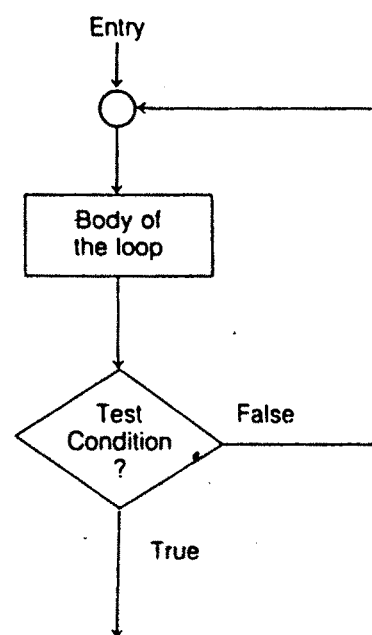 Entry
Body of
the loop
Test
Condition
?
False
True